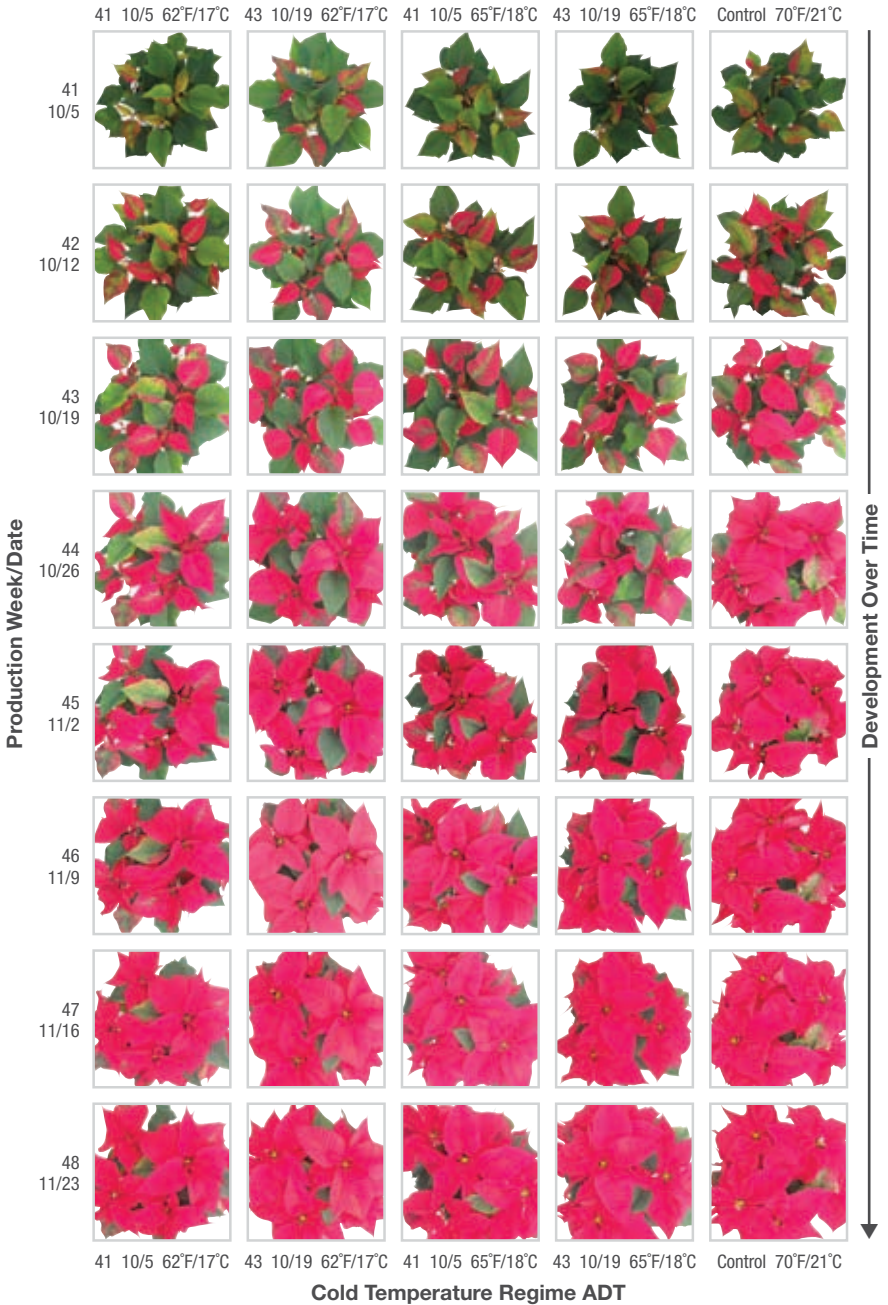 41 10/5 62°F/17°C
43 10/19 62°F/17°C
41 10/5 65°F/18°C
43 10/19 65°F/18°C
Control 70°F/21°C
41
10/5
42
10/12
43
10/19
44
10/26
45
11/2
46
11/9
47
11/16
48
11/23
Production Week/Date
Development Over Time
41 10/5 62°F/17°C
43 10/19 62°F/17°C
41 10/5 65°F/18°C
43 10/19 65°F/18°C
Control 70°F/21°C
Cold Temperature Regime ADT